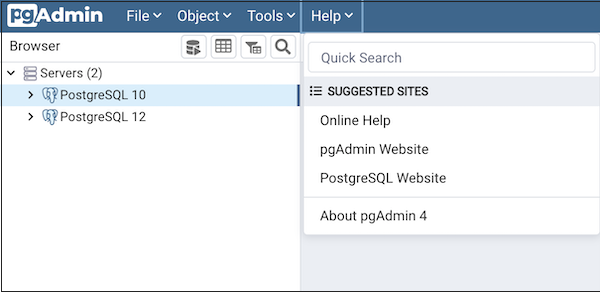 pgAdmin File Object Tools Help
Browser
Quick Search
Servers (2)
SUGGESTED SITES
PostgreSQL 10
Online Help
PostgreSQL 12
pgAdmin Website
PostgreSQL Website
About pgAdmin 4